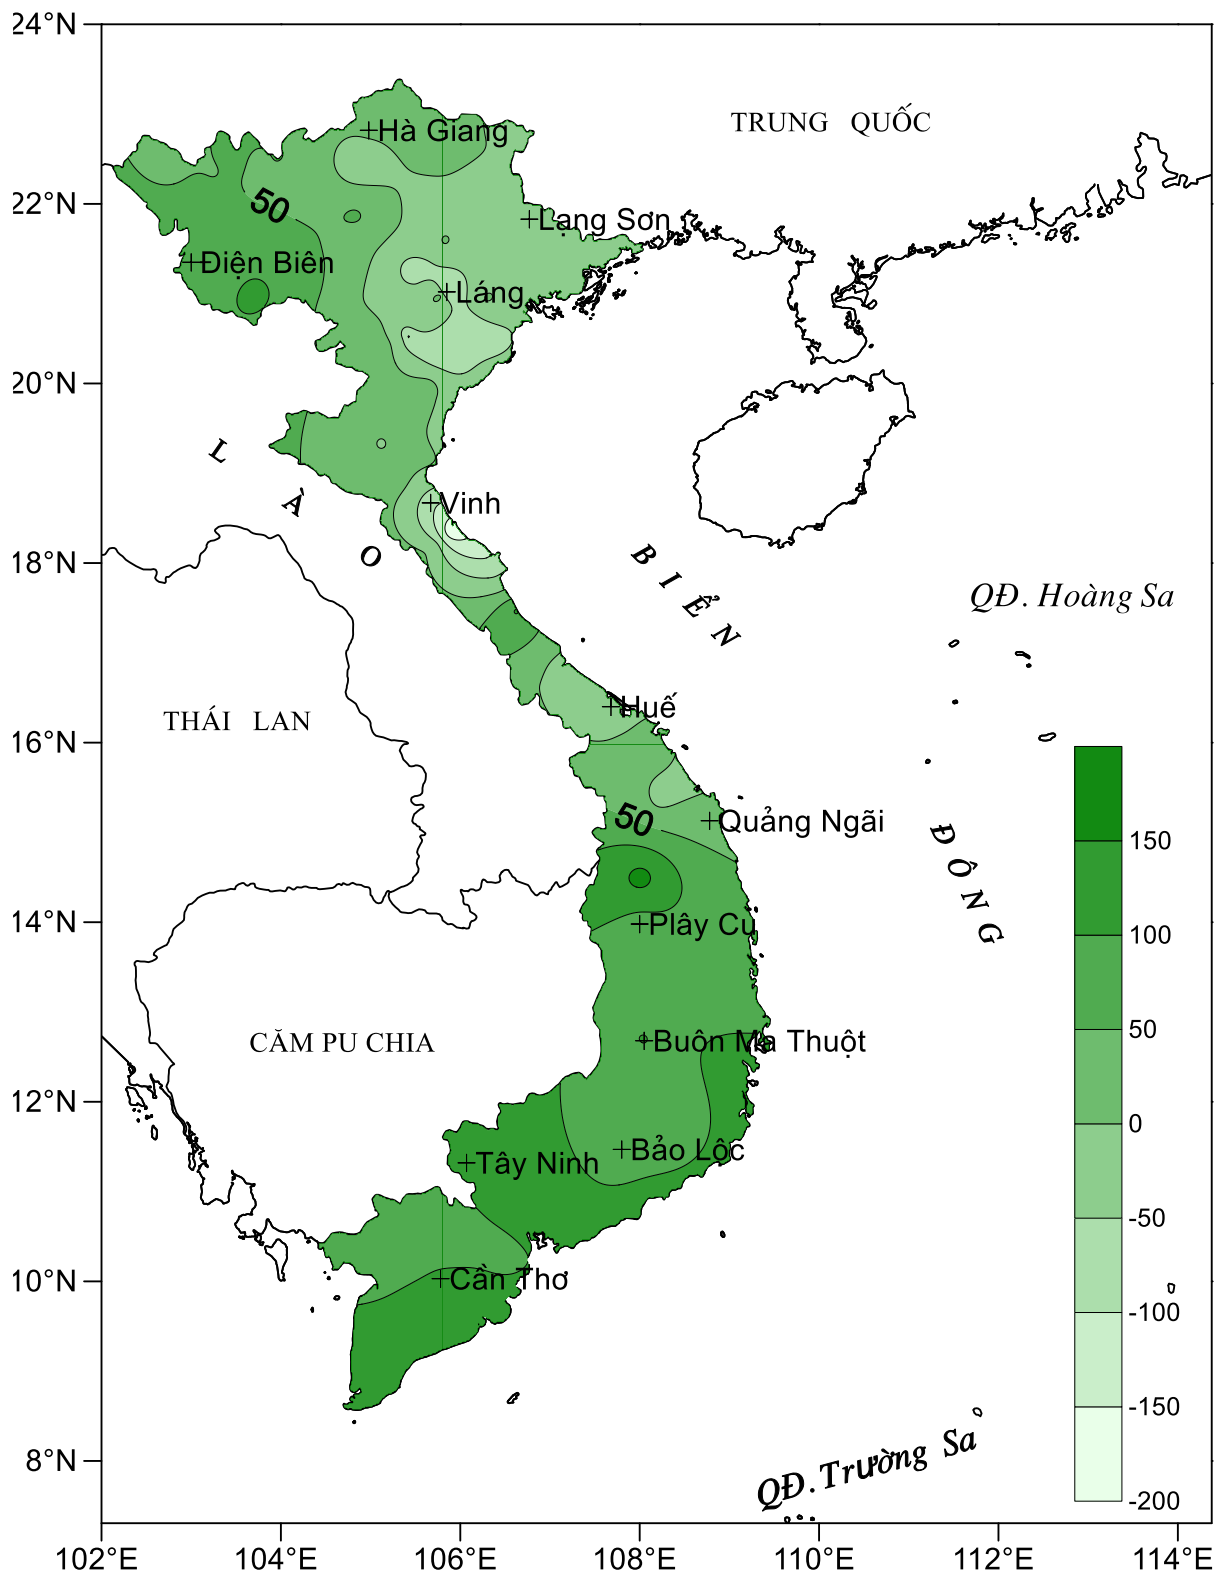 24°N
22°N
20°N
18°N
16°N
14°N
12°N
10°N
8°N
102°E
104°E
106°E
108°E
110°E
112°E
114°E
TRUNG QUỐC
Hà Giang
50
Lạng Sơn
Điện Biên
Láng
LÀO
Vinh
BIỂN
QĐ. Hoàng Sa
THÁI LAN
Huế
50
Quảng Ngãi
ĐÔNG
Plây Cu
CĂM PU CHIA
Buôn Ma Thuột
Bảo Lộc
Tây Ninh
Cần Thơ
QĐ. Trường Sa
150
100
50
0
-50
-100
-150
-200